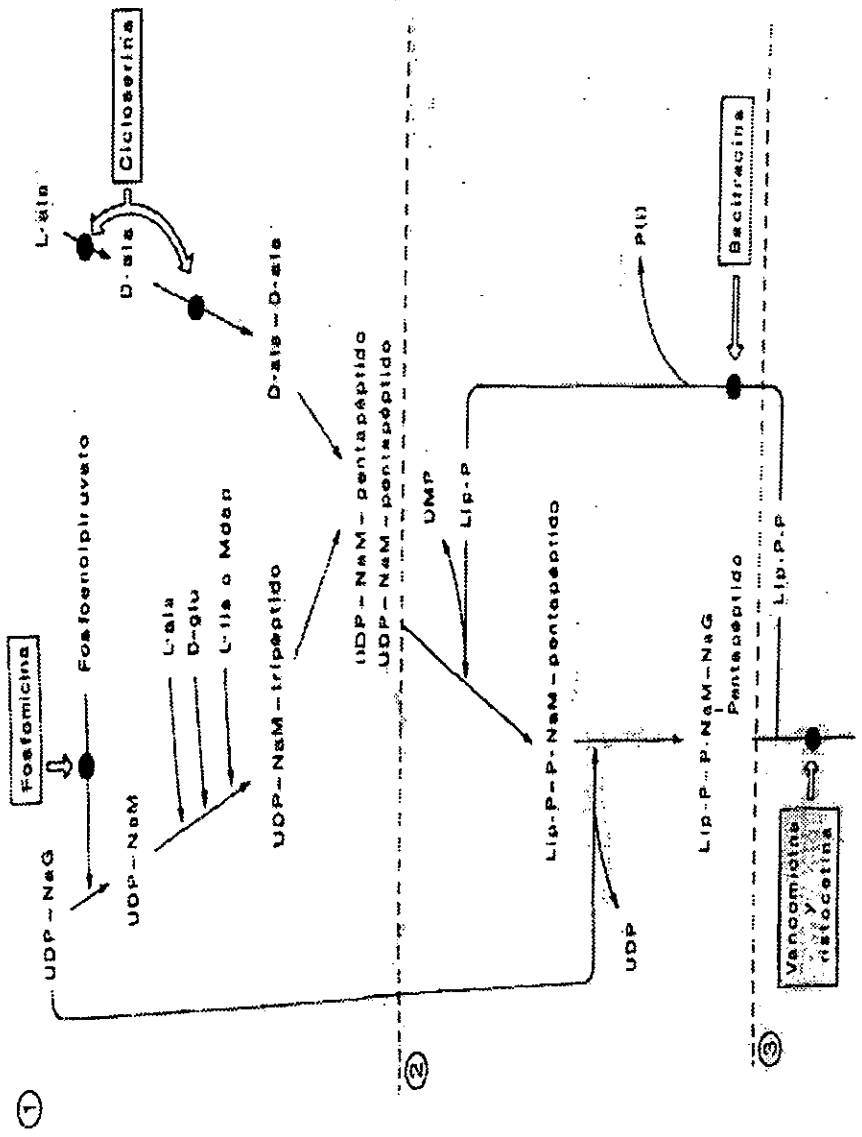 ①
Fosfomicina
UDP–NaG
Fosfoenolpiruvato
UDP–NaM
L-ala
D-glu
L-lis o Mdap
UDP–NaM–tripéptido
L-ala
D-ala
Cicloserina
D-ala–D-ala
UDP–NaM–pentapéptido
UDP–NaM–pentapéptido
②
UMP
Lip-P
P(i)
Lip-P-P-NaM-pentapéptido
UDP
Lip-P-P-NaM–NaG
Pentapéptido
Bacitracina
③
Lip-P-P
Vancomicina
y
ristocetina